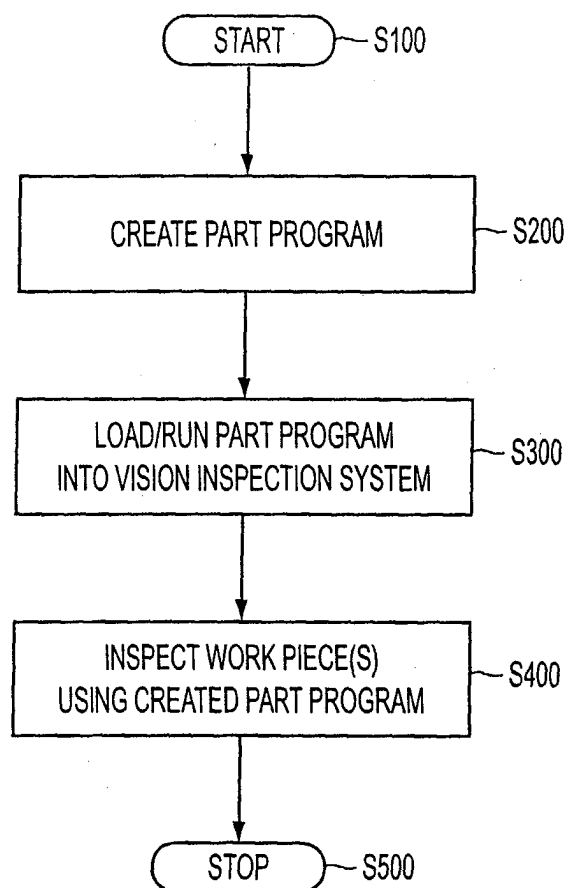 START
S100
CREATE PART PROGRAM
S200
LOAD/RUN PART PROGRAM
INTO VISION INSPECTION SYSTEM
S300
INSPECT WORK PIECE(S)
USING CREATED PART PROGRAM
S400
STOP
S500